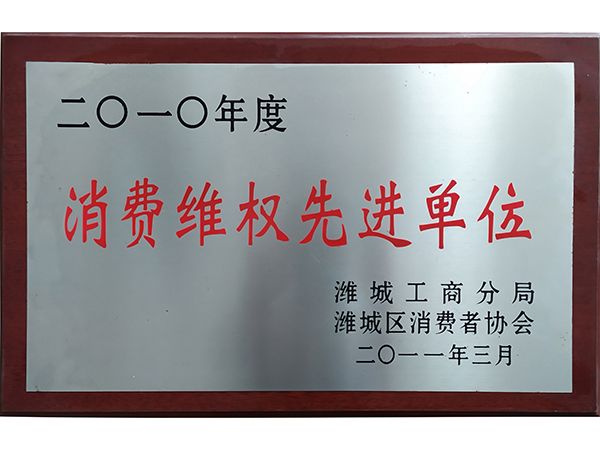 二〇一〇年度
消费维权先进单位
潍城工商分局
潍城区消费者协会
二〇一一年三月